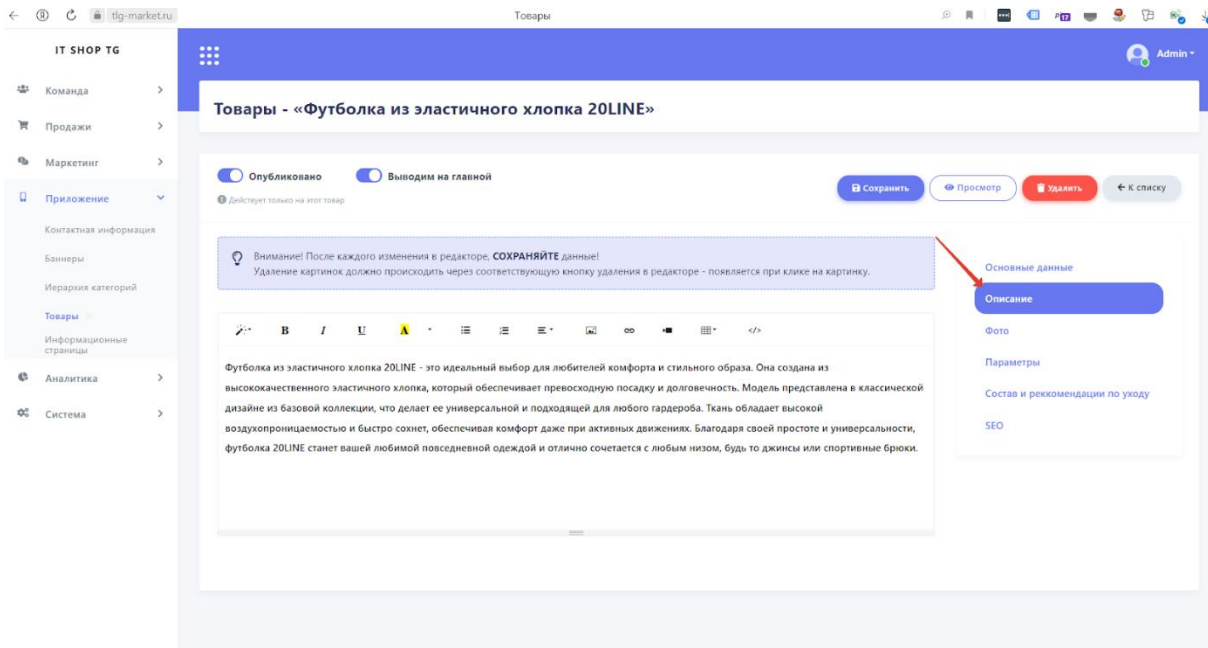 tlg-market.ru
Товары
17
IT SHOP TG
Admin
Команда
Продажи
Маркетинг
Приложение
Контактная информация
Баннеры
Иерархия категорий
Товары
Информационные
страницы
Аналитика
Система
Товары - «Футболка из эластичного хлопка 20LINE»
Опубликовано
Выводим на главной
Действует только на этот товар
Сохранить
Просмотр
Удалить
К списку
Внимание! После каждого изменения в редакторе, СОХРАНЯЙТЕ данные!
Удаление картинок должно происходить через соответствующую кнопку удаления в редакторе - появляется при клике на картинку.
B I U A
Футболка из эластичного хлопка 20LINE - это идеальный выбор для любителей комфорта и стильного образа. Она создана из
высококачественного эластичного хлопка, который обеспечивает превосходную посадку и долговечность. Модель представлена в классической
дизайне из базовой коллекции, что делает ее универсальной и подходящей для любого гардероба. Ткань обладает высокой
воздухопроницаемостью и быстро сохнет, обеспечивая комфорт даже при активных движениях. Благодаря своей простоте и универсальности,
футболка 20LINE станет вашей любимой повседневной одеждой и отлично сочетается с любым низом, будь то джинсы или спортивные брюки.
Основные данные
Описание
Фото
Параметры
Состав и реккомендации по уходу
SEO